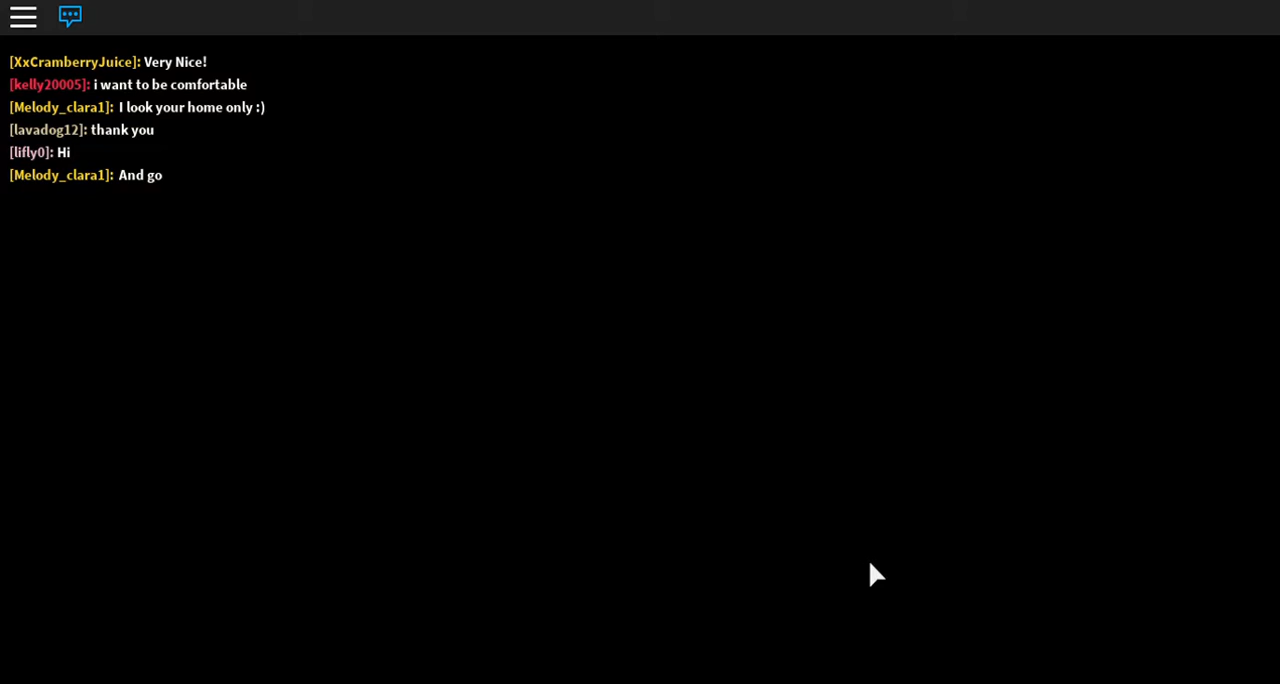 [XxCramberryJuice]: Very Nice!
[kelly20005]: i want to be comfortable
[Melody_clara1]: I look your home only :)
[lavadog12]: thank you
[lifly0]: Hi
[Melody_clara1]: And go